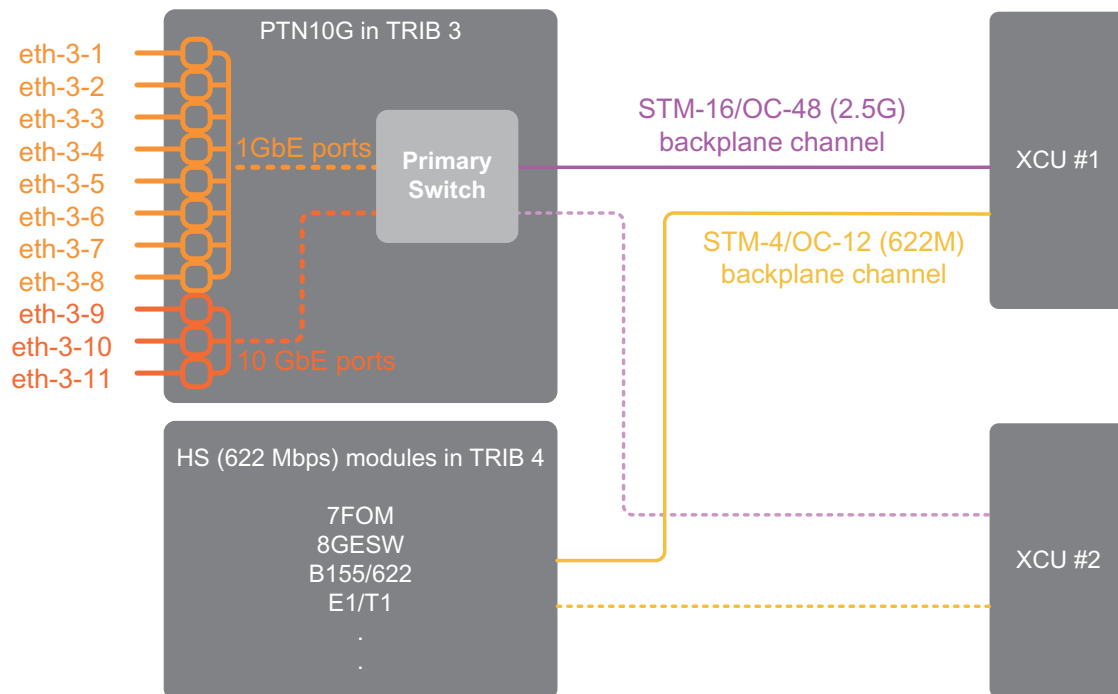 PTN10G in TRIB 3
eth-3-1
eth-3-2
eth-3-3
eth-3-4
eth-3-5
eth-3-6
eth-3-7
eth-3-8
eth-3-9
eth-3-10
eth-3-11
1GbE ports
10 GbE ports
Primary
Switch
STM-16/OC-48 (2.5G)
backplane channel
XCU #1
STM-4/OC-12 (622M)
backplane channel
HS (622 Mbps) modules in TRIB 4
7FOM
8GESW
B155/622
E1/T1
.
.
XCU #2